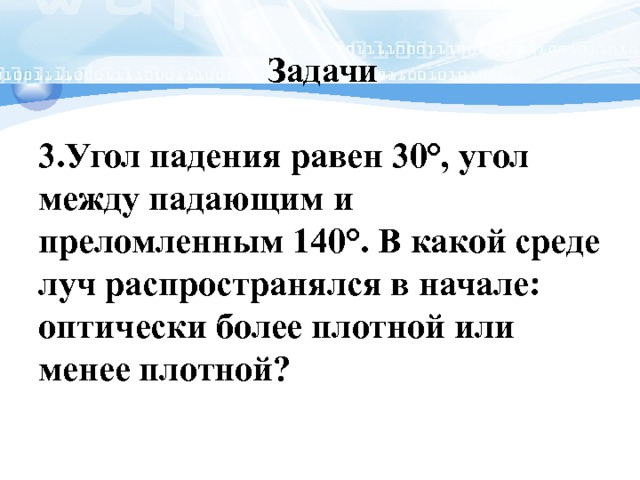 Задачи
3.Угол падения равен 30°, угол
между падающим и
преломленным 140°. В какой среде
луч распространялся в начале:
оптически более плотной или
менее плотной?